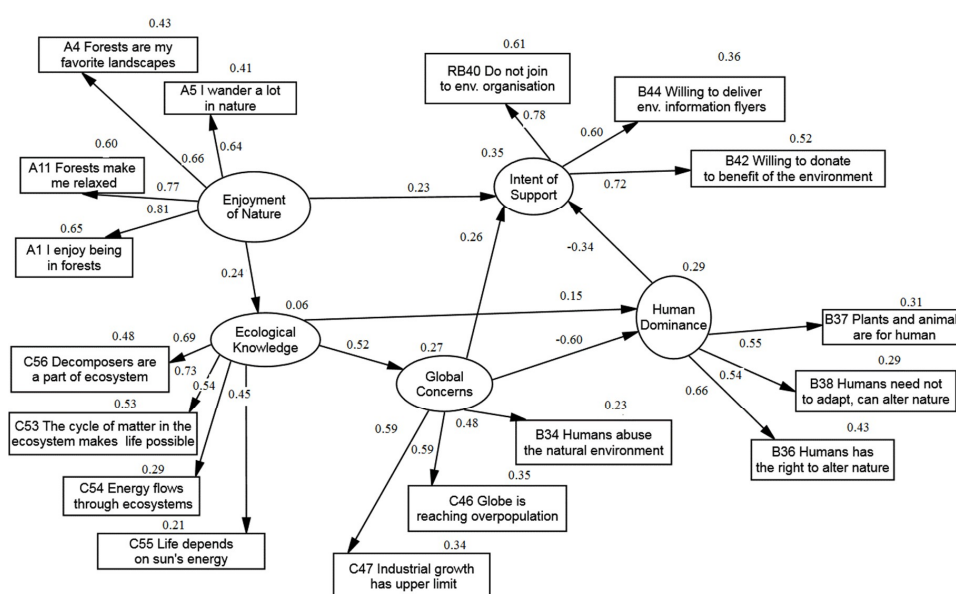 0.43
A4 Forests are my
favorite landscapes
0.41
A5 I wander a lot
in nature
0.60
A11 Forests make
me relaxed
0.65
A1 I enjoy being
in forests
0.66
0.64
0.77
0.81
Enjoyment
of Nature
0.23
0.24
0.61
RB40 Do not join
to env. organisation
0.36
B44 Willing to deliver
env. information flyers
0.52
B42 Willing to donate
to benefit of the environment
0.78
0.60
0.72
0.35
Intent of
Support
0.26
-0.34
0.29
Human
Dominance
0.15
-0.60
0.31
B37 Plants and animal
are for human
0.29
B38 Humans need not
to adapt, can alter nature
0.43
B36 Humans has
the right to alter nature
0.55
0.54
0.66
0.06
Ecological
Knowledge
0.52
0.48
C56 Decomposers are
a part of ecosystem
0.69
0.73
0.54
0.45
0.53
C53 The cycle of matter in the
ecosystem makes life possible
0.29
C54 Energy flows
through ecosystems
0.21
C55 Life depends
on sun's energy
0.27
Global
Concerns
0.59
0.59
0.48
0.23
B34 Humans abuse
the natural environment
0.35
C46 Globe is
reaching overpopulation
0.34
C47 Industrial growth
has upper limit